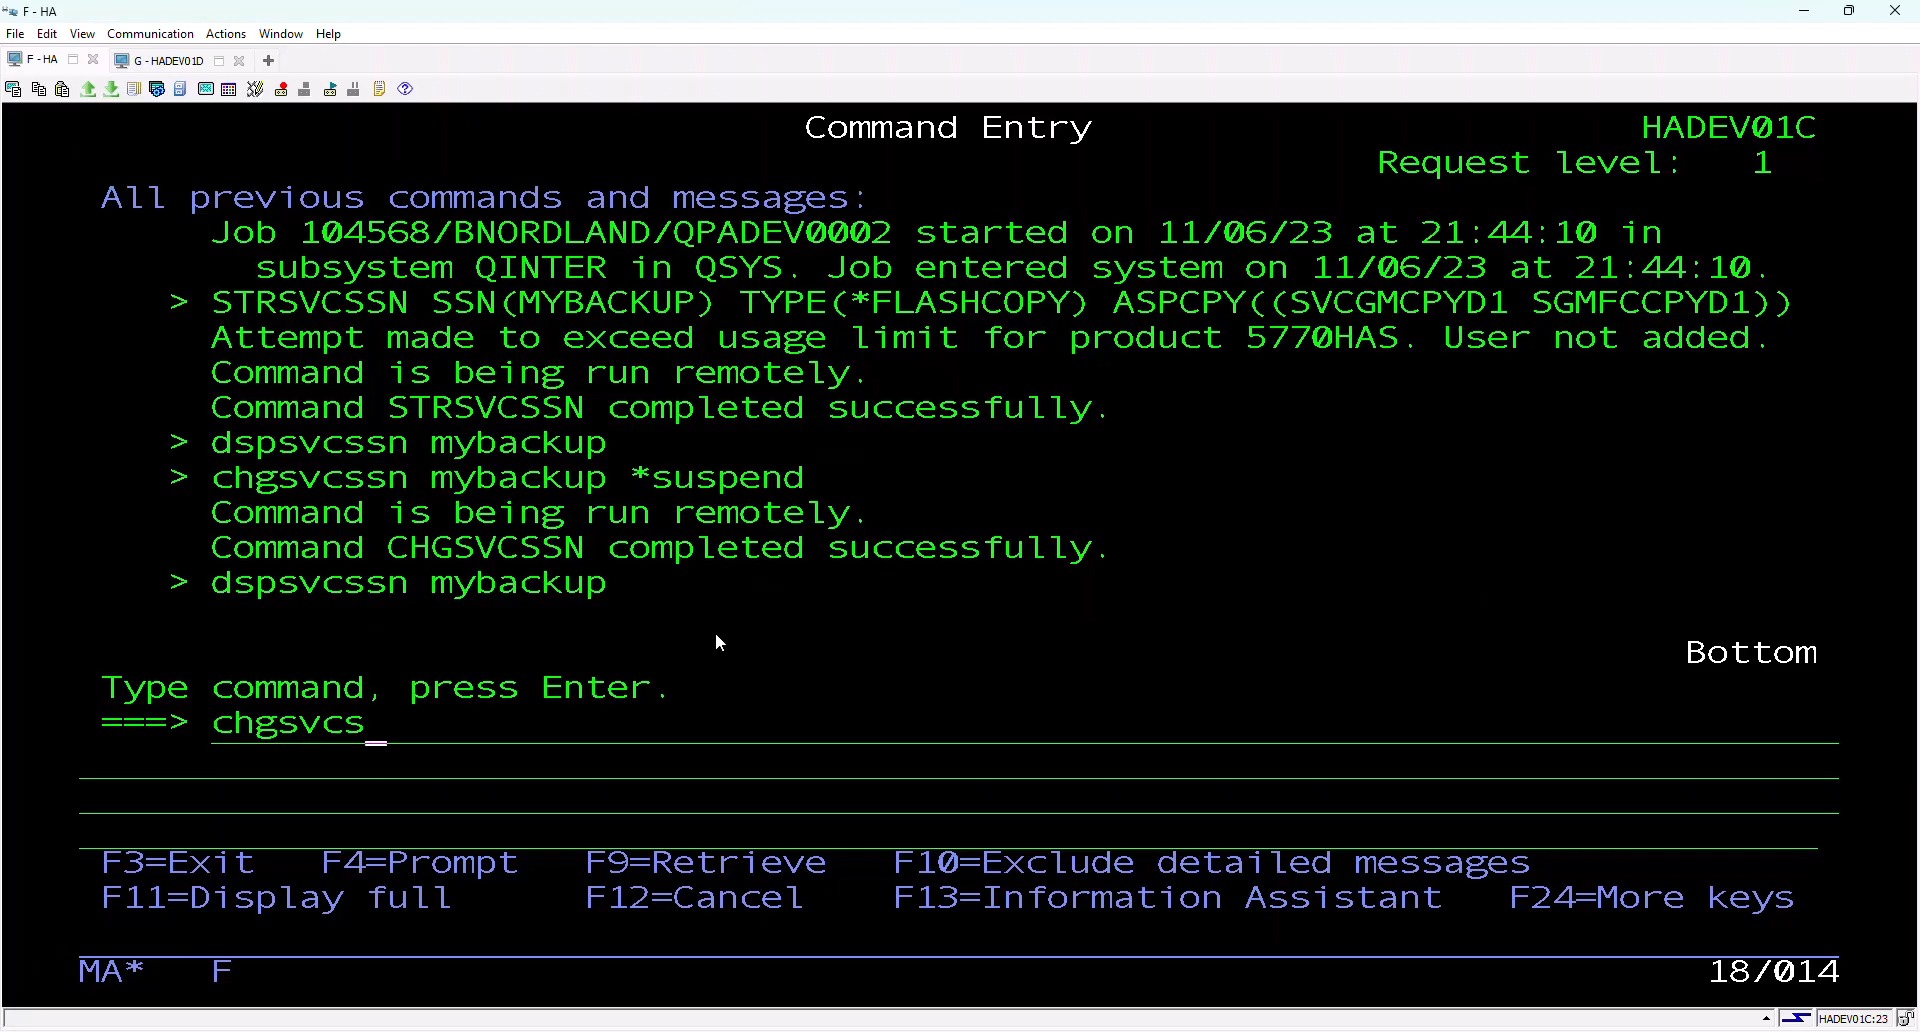 F - HA
File Edit View Communication Actions Window Help
F - HA G - HADEV01D
Command Entry HADEV01C
Request level: 1
All previous commands and messages:
Job 104568/BNORDLAND/QPADEV0002 started on 11/06/23 at 21:44:10 in
subsystem QINTER in QSYS. Job entered system on 11/06/23 at 21:44:10.
> STRSVCSSN SSN(MYBACKUP) TYPE(*FLASHCOPY) ASPCPY((SVCGMCPYD1 SGMFCCPYD1))
Attempt made to exceed usage limit for product 5770HAS. User not added.
Command is being run remotely.
Command STRSVCSSN completed successfully.
> dspsvcssn mybackup
> chgsvcssn mybackup *suspend
Command is being run remotely.
Command CHGSVCSSN completed successfully.
> dspsvcssn mybackup
Bottom
Type command, press Enter.
===> chgsvcs
F3=Exit F4=Prompt F9=Retrieve F10=Exclude detailed messages
F11=Display full F12=Cancel F13=Information Assistant F24=More keys
MA* F 18/014
HADEV01C:23